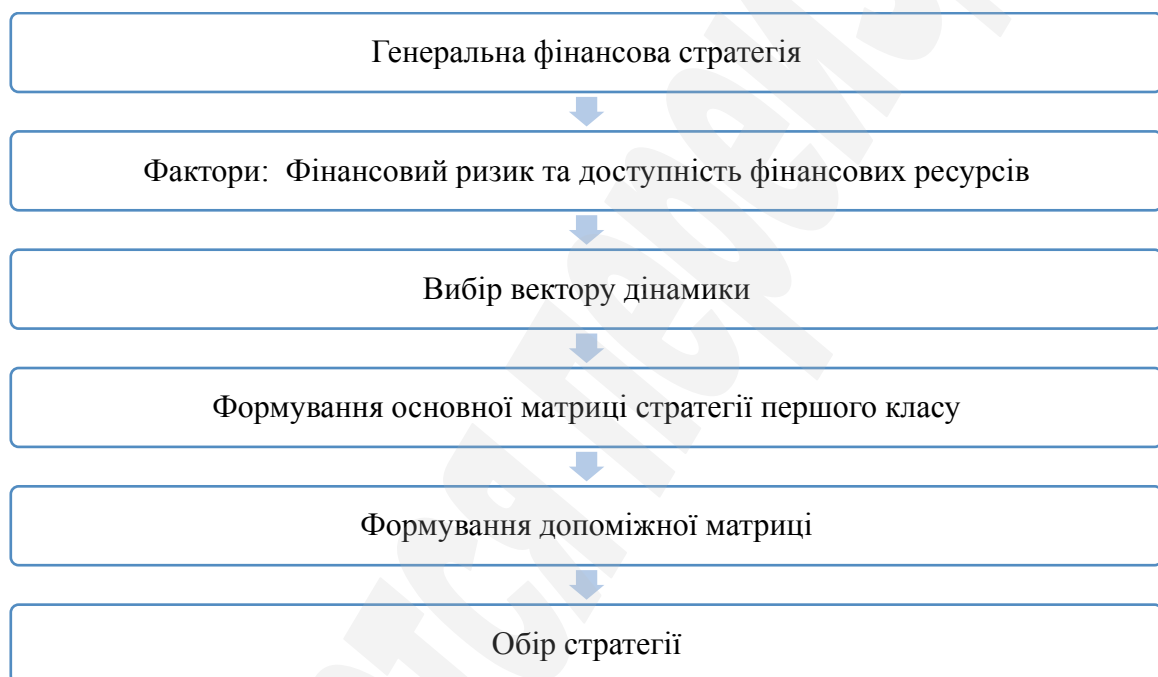 Генеральна фінансова стратегія
Фактори: Фінансовий ризик та доступність фінансових ресурсів
Вибір вектору дінаміки
Формування основної матриці стратегії першого класу
Формування допоміжної матриці
Обір стратегії